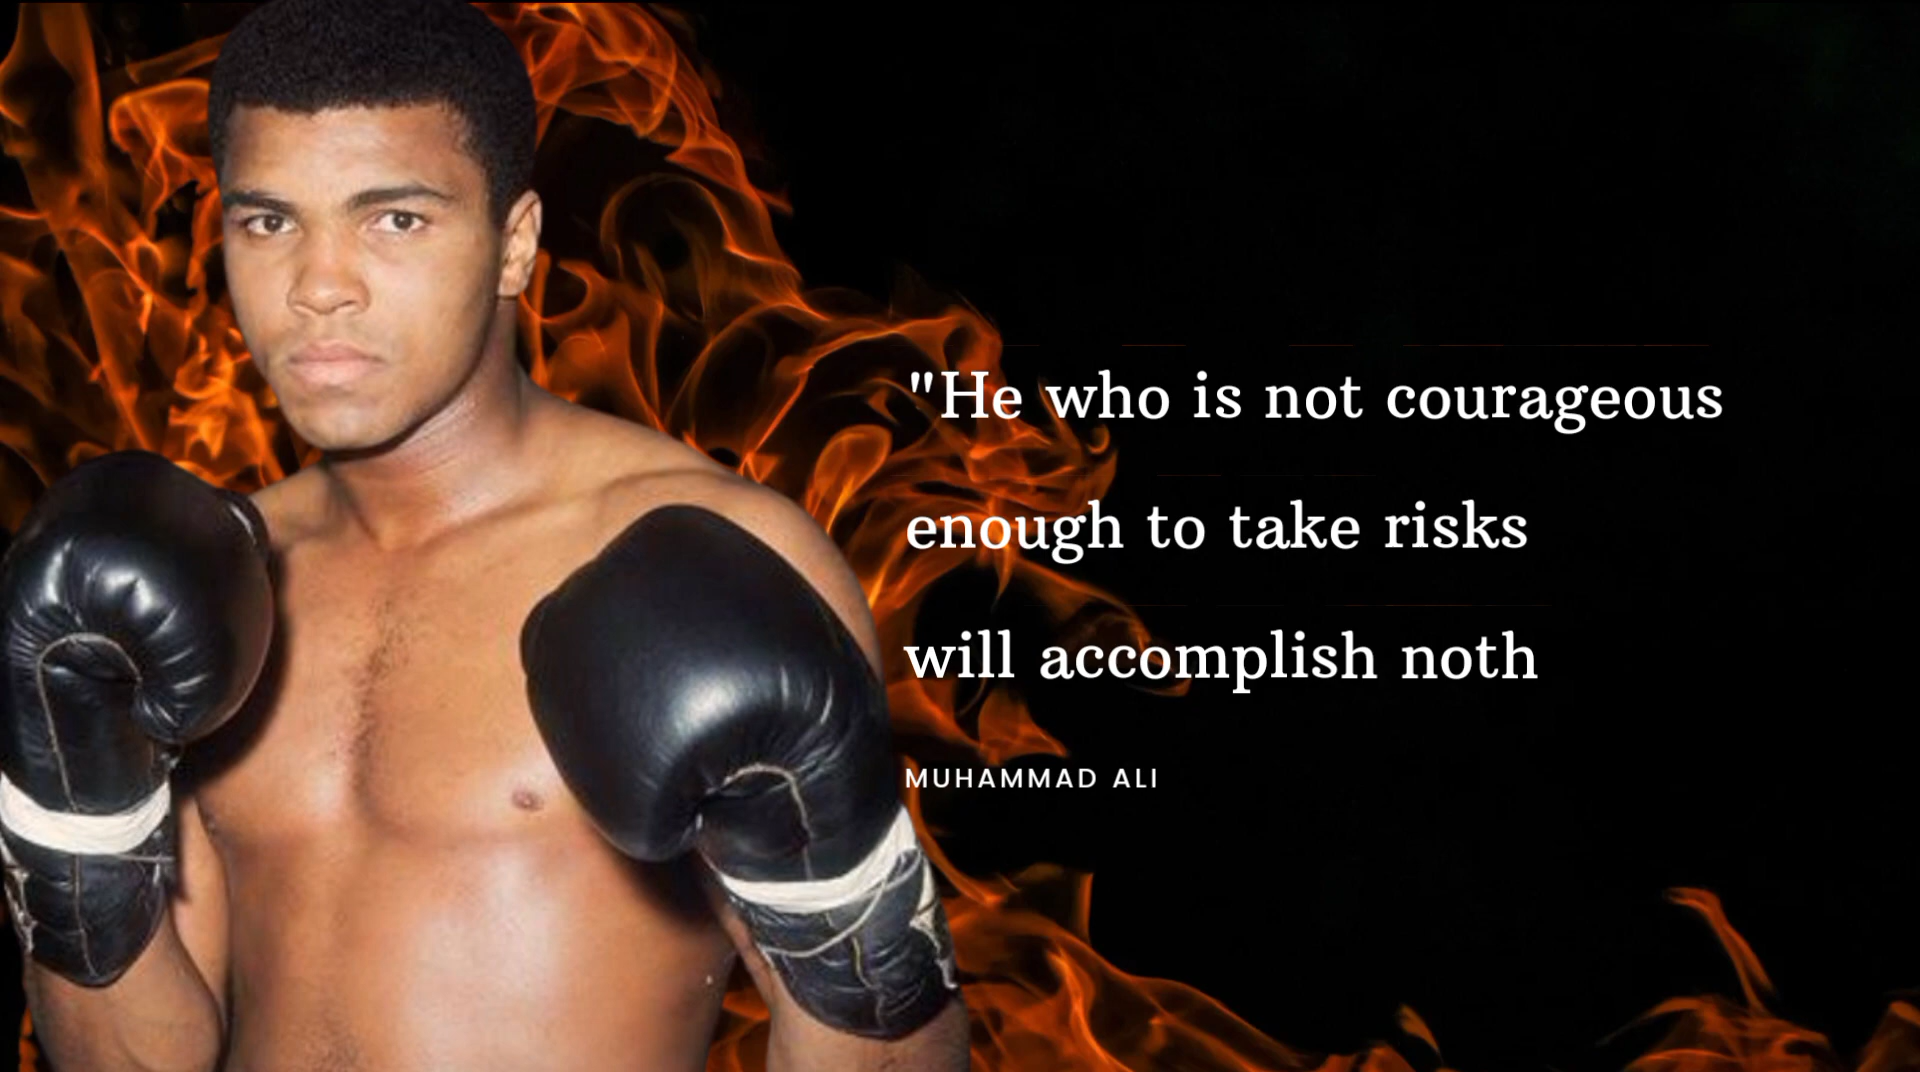 "He who is not courageous
enough to take risks
will accomplish noth
MUHAMMAD ALI